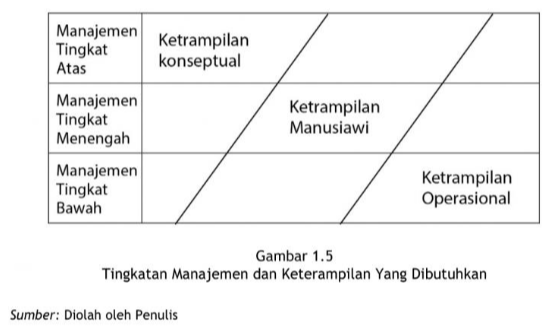 Manajemen
Tingkat
Atas
Ketrampilan
konseptual
Manajemen
Tingkat
Menengah
Ketrampilan
Manusiawi
Manajemen
Tingkat
Bawah
Ketrampilan
Operasional
Gambar 1.5
Tingkatan Manajemen dan Keterampilan Yang Dibutuhkan
Sumber: Diolah oleh Penulis